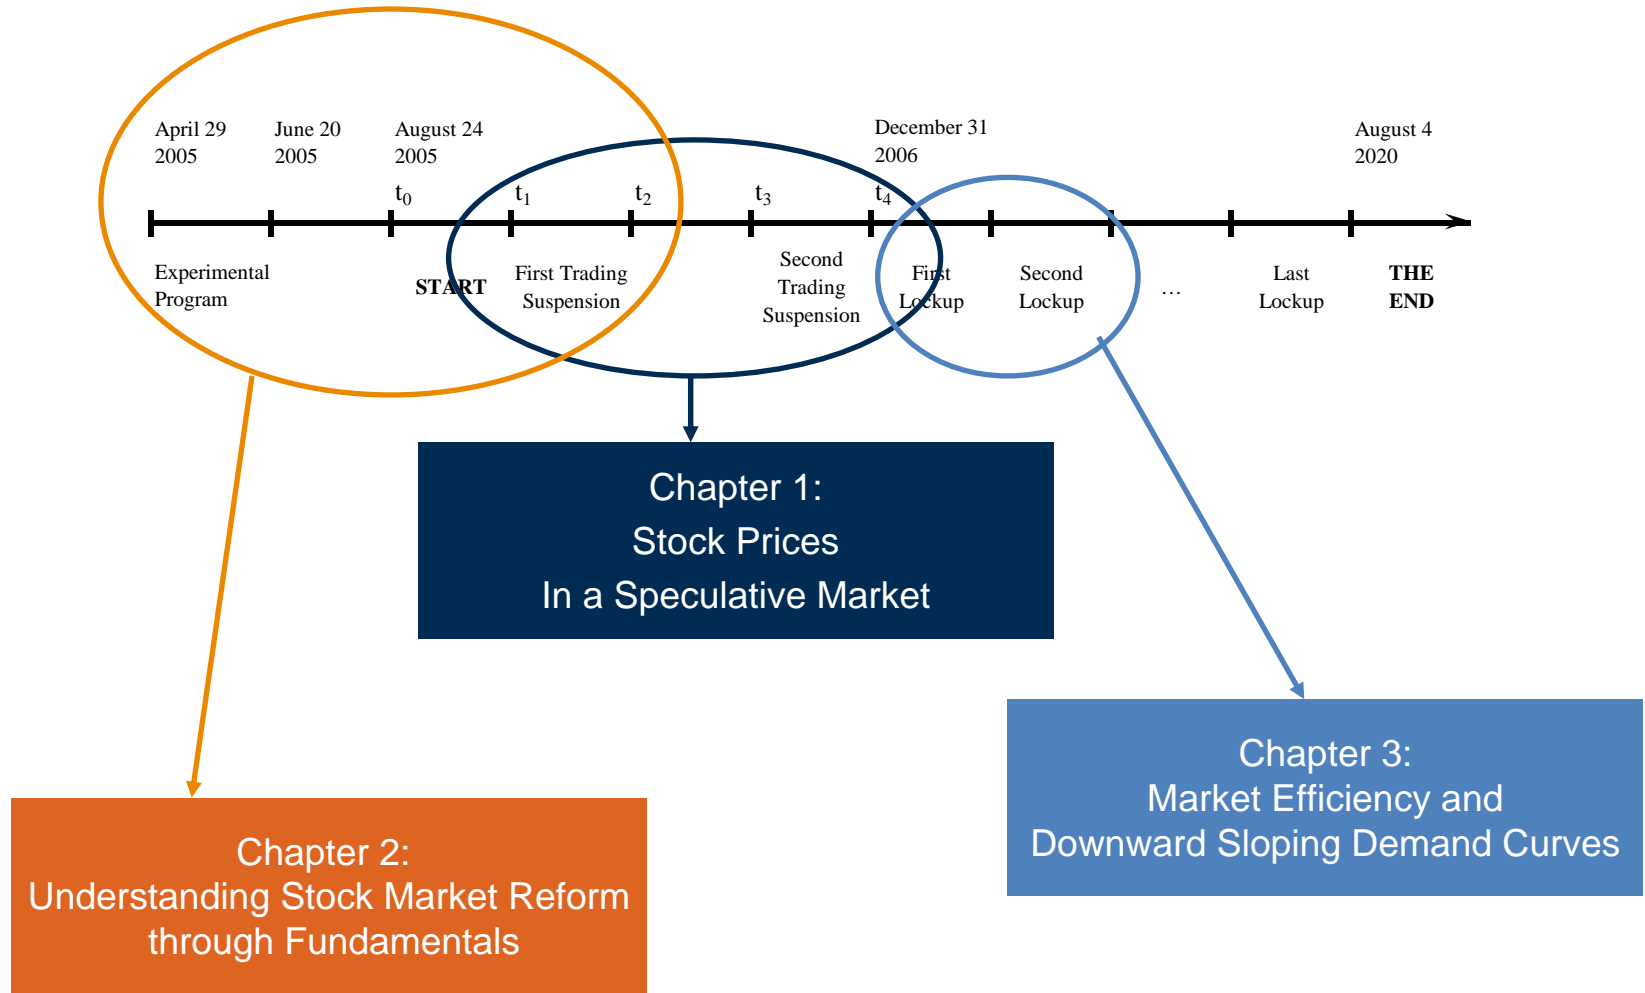 April 29
2005
June 20
2005
August 24
2005
December 31
2006
August 4
2020
t0
t1
t2
t3
t4
Experimental
Program
START
First Trading
Suspension
Second
Trading
Suspension
First
Lockup
Second
Lockup
…
Last
Lockup
THE
END
Chapter 1:
Stock Prices
In a Speculative Market
Chapter 3:
Market Efficiency and
Downward Sloping Demand Curves
Chapter 2:
Understanding Stock Market Reform
through Fundamentals